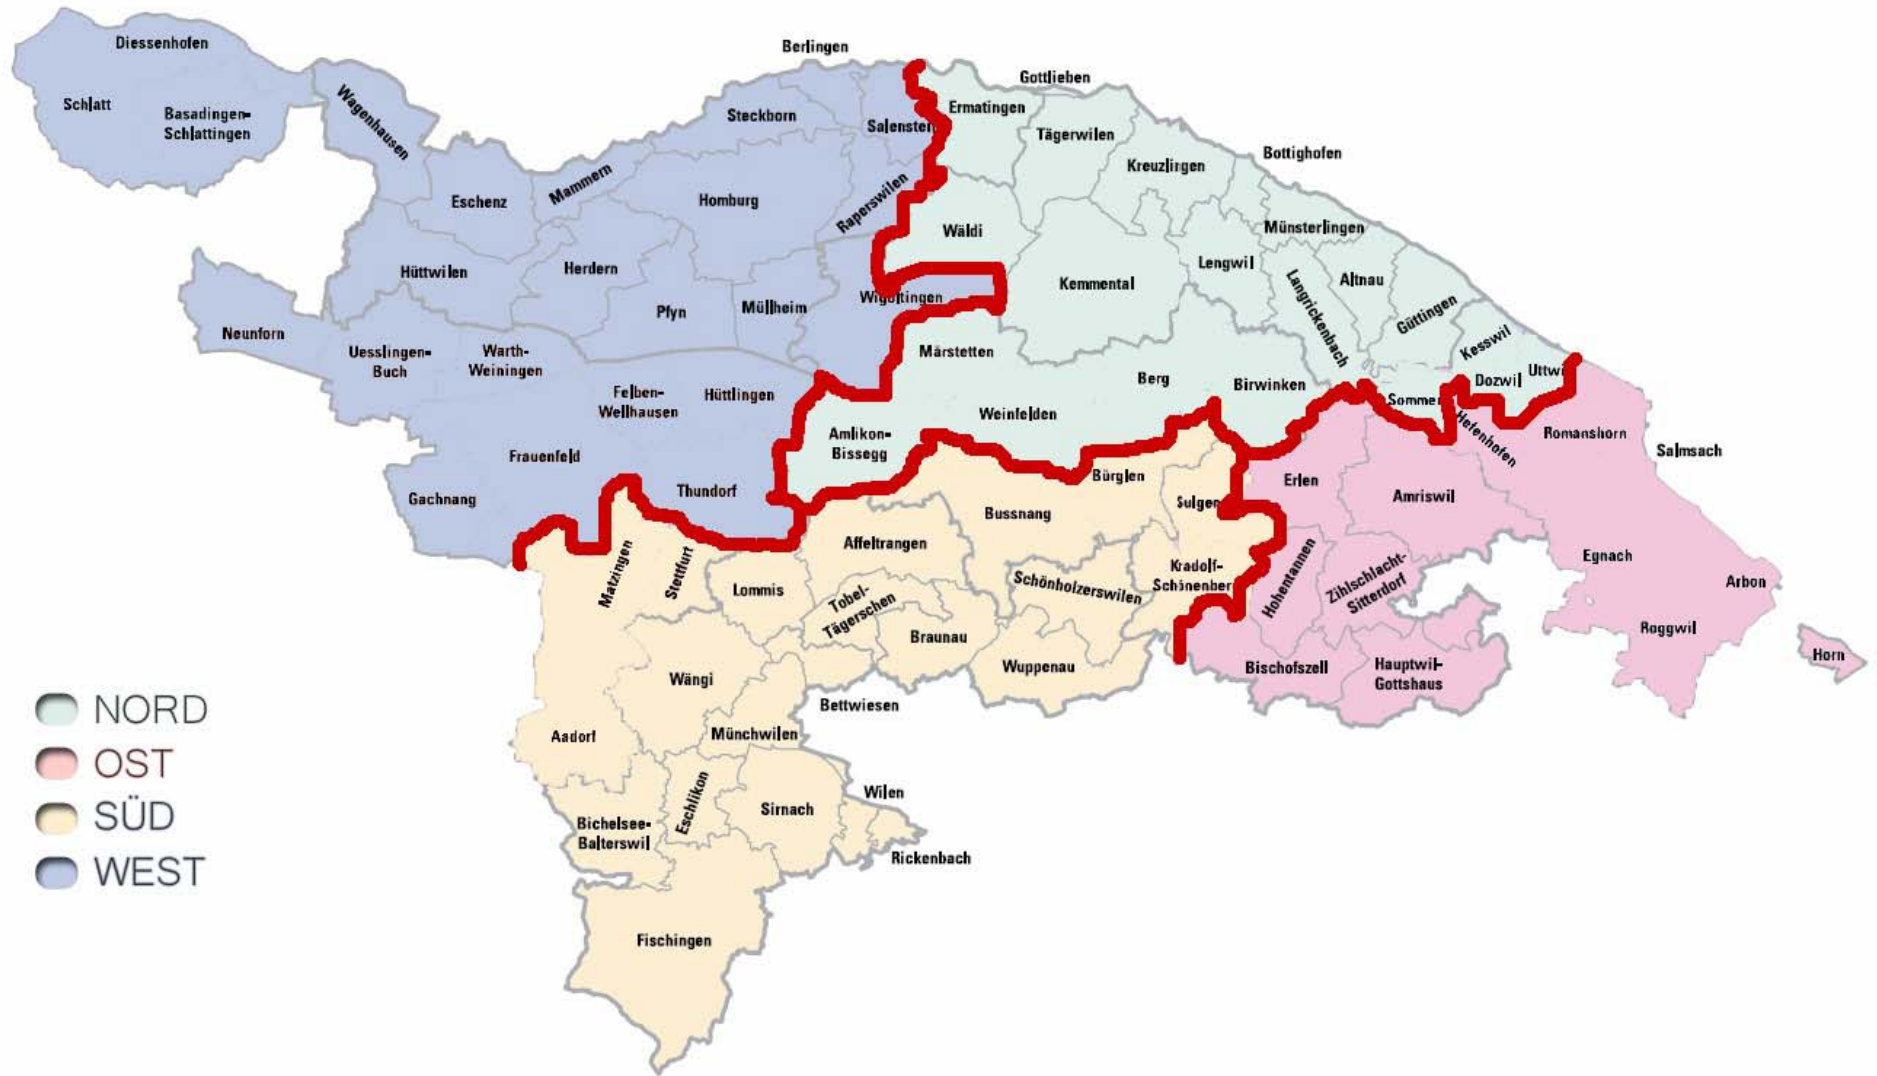 Berlingen
Diessenhofen
Gottlieben
Schlatt
Basadingen-
Schlattingen
Wagenhausen
Steckborn
Salenstein
Ermatingen
Tägerwilen
Kreuzlingen
Bottighofen
Eschenz
Mammern
Homburg
Raperswilen
Wäldi
Münsterlingen
Hüttwilen
Herdern
Kemmental
Lengwil
Langrickenbach
Altnau
Güttingen
Neunforn
Pfyn
Müllheim
Wigoltingen
Kesswil
Uesslingen-
Buch
Warth-
Weiningen
Märstetten
Felben-
Wellhausen
Hüttlingen
Berg
Birwinken
Dozwil
Uttwi
Sommer
Weinfelden
Amlikon-
Bissegg
Hefenhofen
Romanshorn
Salmsach
Frauenfeld
Gachnang
Thundorf
Bürglen
Sulgen
Erlen
Amriswil
Bussnang
Affeltrangen
Matzingen
Stettfurt
Lommis
Tobel-
Tägerschen
Schönholzerswilen
Kradolf-
Schönenber
Hohentannen
Zihlschlacht-
Sitterdorf
Egnach
Arbon
Braunau
Wuppenau
Roggwil
Horn
Wängi
Bischofszell
Hauptwil-
Gottshaus
Bettwiesen
Aadorf
Münchwilen
Eschlikon
Sirnach
Wilen
Bichelsee-
Balterswil
Rickenbach
Fischingen
NORD
OST
SÜD
WEST